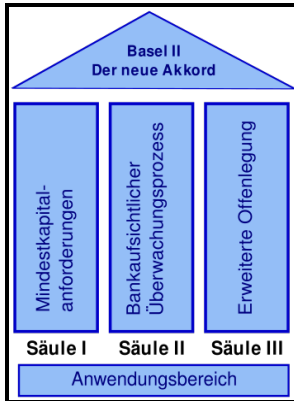 Basel II
Der neue Akkord
Mindestkapital-
anforderungen
Bankaufsichtlicher
Überwachungsprozess
Erweiterte Offenlegung
Säule I
Säule II
Säule III
Anwendungsbereich